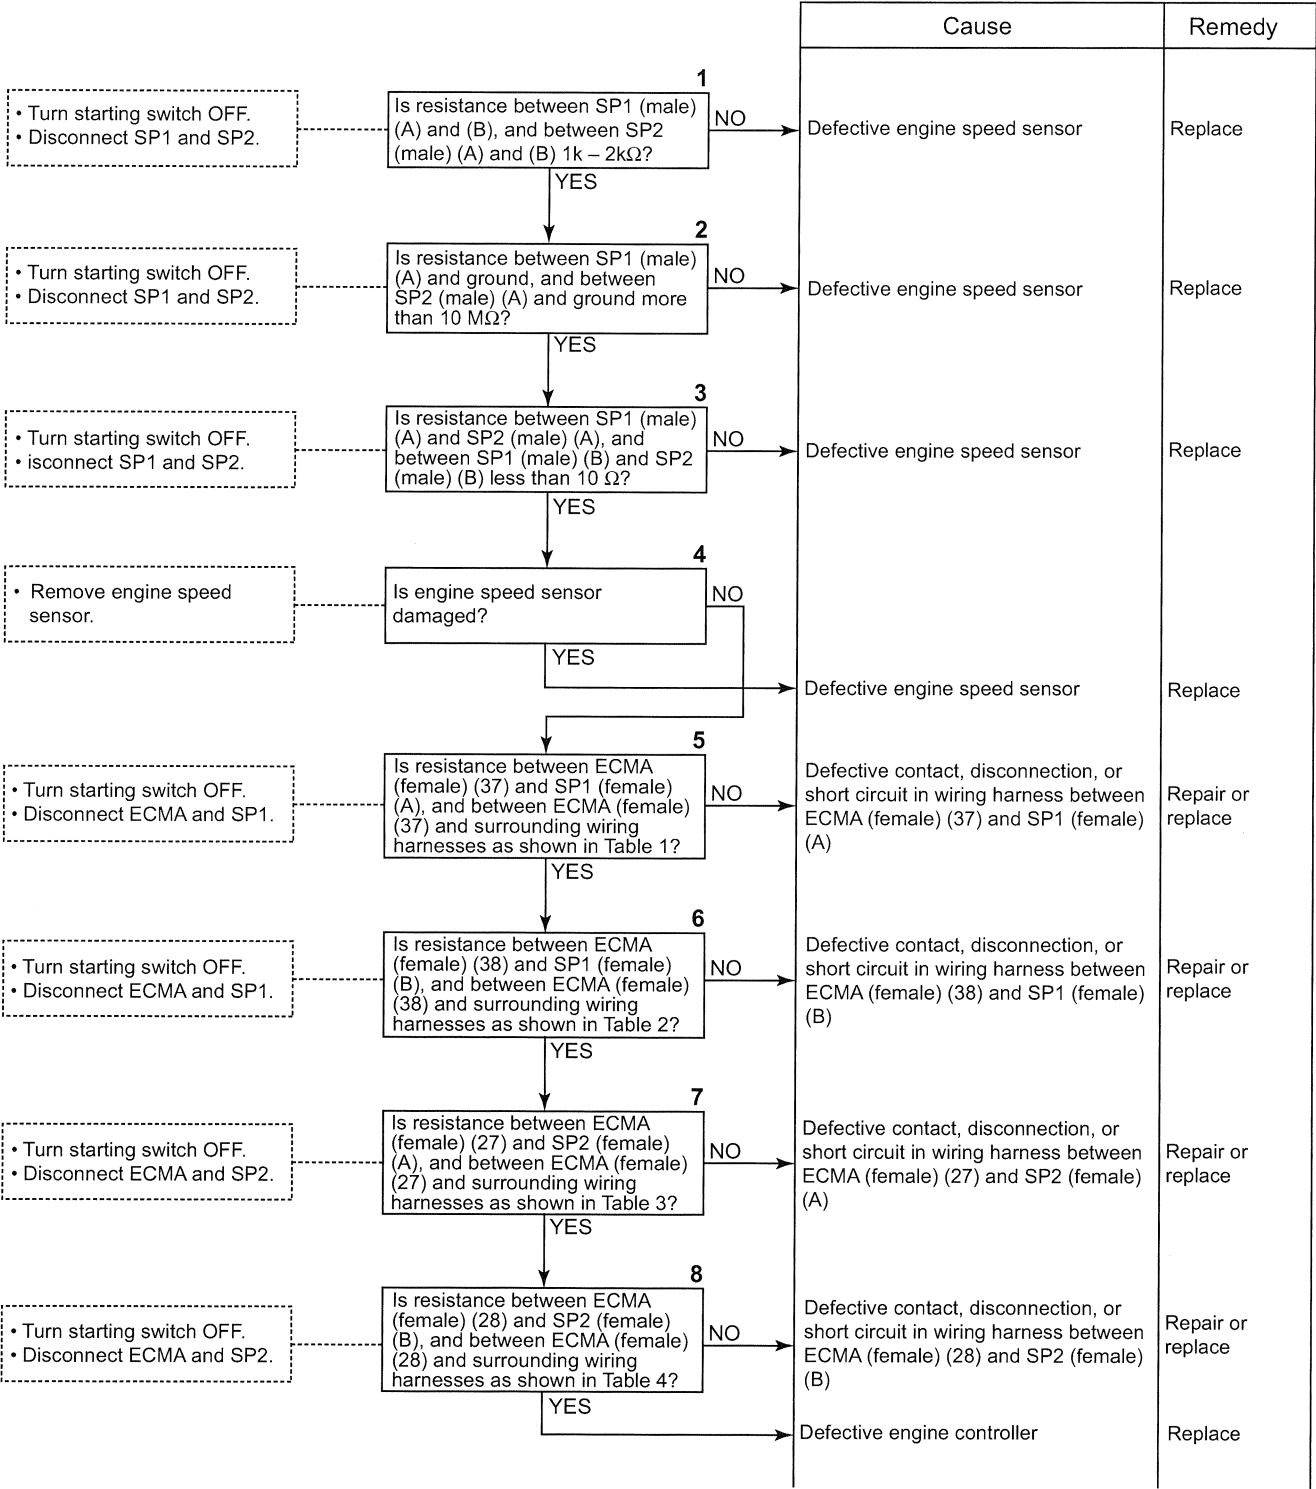 Cause
Remedy
1
• Turn starting switch OFF.
• Disconnect SP1 and SP2.
Is resistance between SP1 (male)
(A) and (B), and between SP2
(male) (A) and (B) 1k – 2kΩ?
NO
Defective engine speed sensor
Replace
YES
2
• Turn starting switch OFF.
• Disconnect SP1 and SP2.
Is resistance between SP1 (male)
(A) and ground, and between
SP2 (male) (A) and ground more
than 10 MΩ?
NO
Defective engine speed sensor
Replace
YES
3
• Turn starting switch OFF.
• isconnect SP1 and SP2.
Is resistance between SP1 (male)
(A) and SP2 (male) (A), and
between SP1 (male) (B) and SP2
(male) (B) less than 10 Ω?
NO
Defective engine speed sensor
Replace
YES
4
• Remove engine speed
sensor.
Is engine speed sensor
damaged?
NO
YES
Defective engine speed sensor
Replace
5
• Turn starting switch OFF.
• Disconnect ECMA and SP1.
Is resistance between ECMA
(female) (37) and SP1 (female)
(A), and between ECMA (female)
(37) and surrounding wiring
harnesses as shown in Table 1?
NO
Defective contact, disconnection, or
short circuit in wiring harness between
ECMA (female) (37) and SP1 (female)
(A)
Repair or
replace
YES
6
• Turn starting switch OFF.
• Disconnect ECMA and SP1.
Is resistance between ECMA
(female) (38) and SP1 (female)
(B), and between ECMA (female)
(38) and surrounding wiring
harnesses as shown in Table 2?
NO
Defective contact, disconnection, or
short circuit in wiring harness between
ECMA (female) (38) and SP1 (female)
(B)
Repair or
replace
YES
7
• Turn starting switch OFF.
• Disconnect ECMA and SP2.
Is resistance between ECMA
(female) (27) and SP2 (female)
(A), and between ECMA (female)
(27) and surrounding wiring
harnesses as shown in Table 3?
NO
Defective contact, disconnection, or
short circuit in wiring harness between
ECMA (female) (27) and SP2 (female)
(A)
Repair or
replace
YES
8
• Turn starting switch OFF.
• Disconnect ECMA and SP2.
Is resistance between ECMA
(female) (28) and SP2 (female)
(B), and between ECMA (female)
(28) and surrounding wiring
harnesses as shown in Table 4?
NO
Defective contact, disconnection, or
short circuit in wiring harness between
ECMA (female) (28) and SP2 (female)
(B)
Repair or
replace
YES
Defective engine controller
Replace